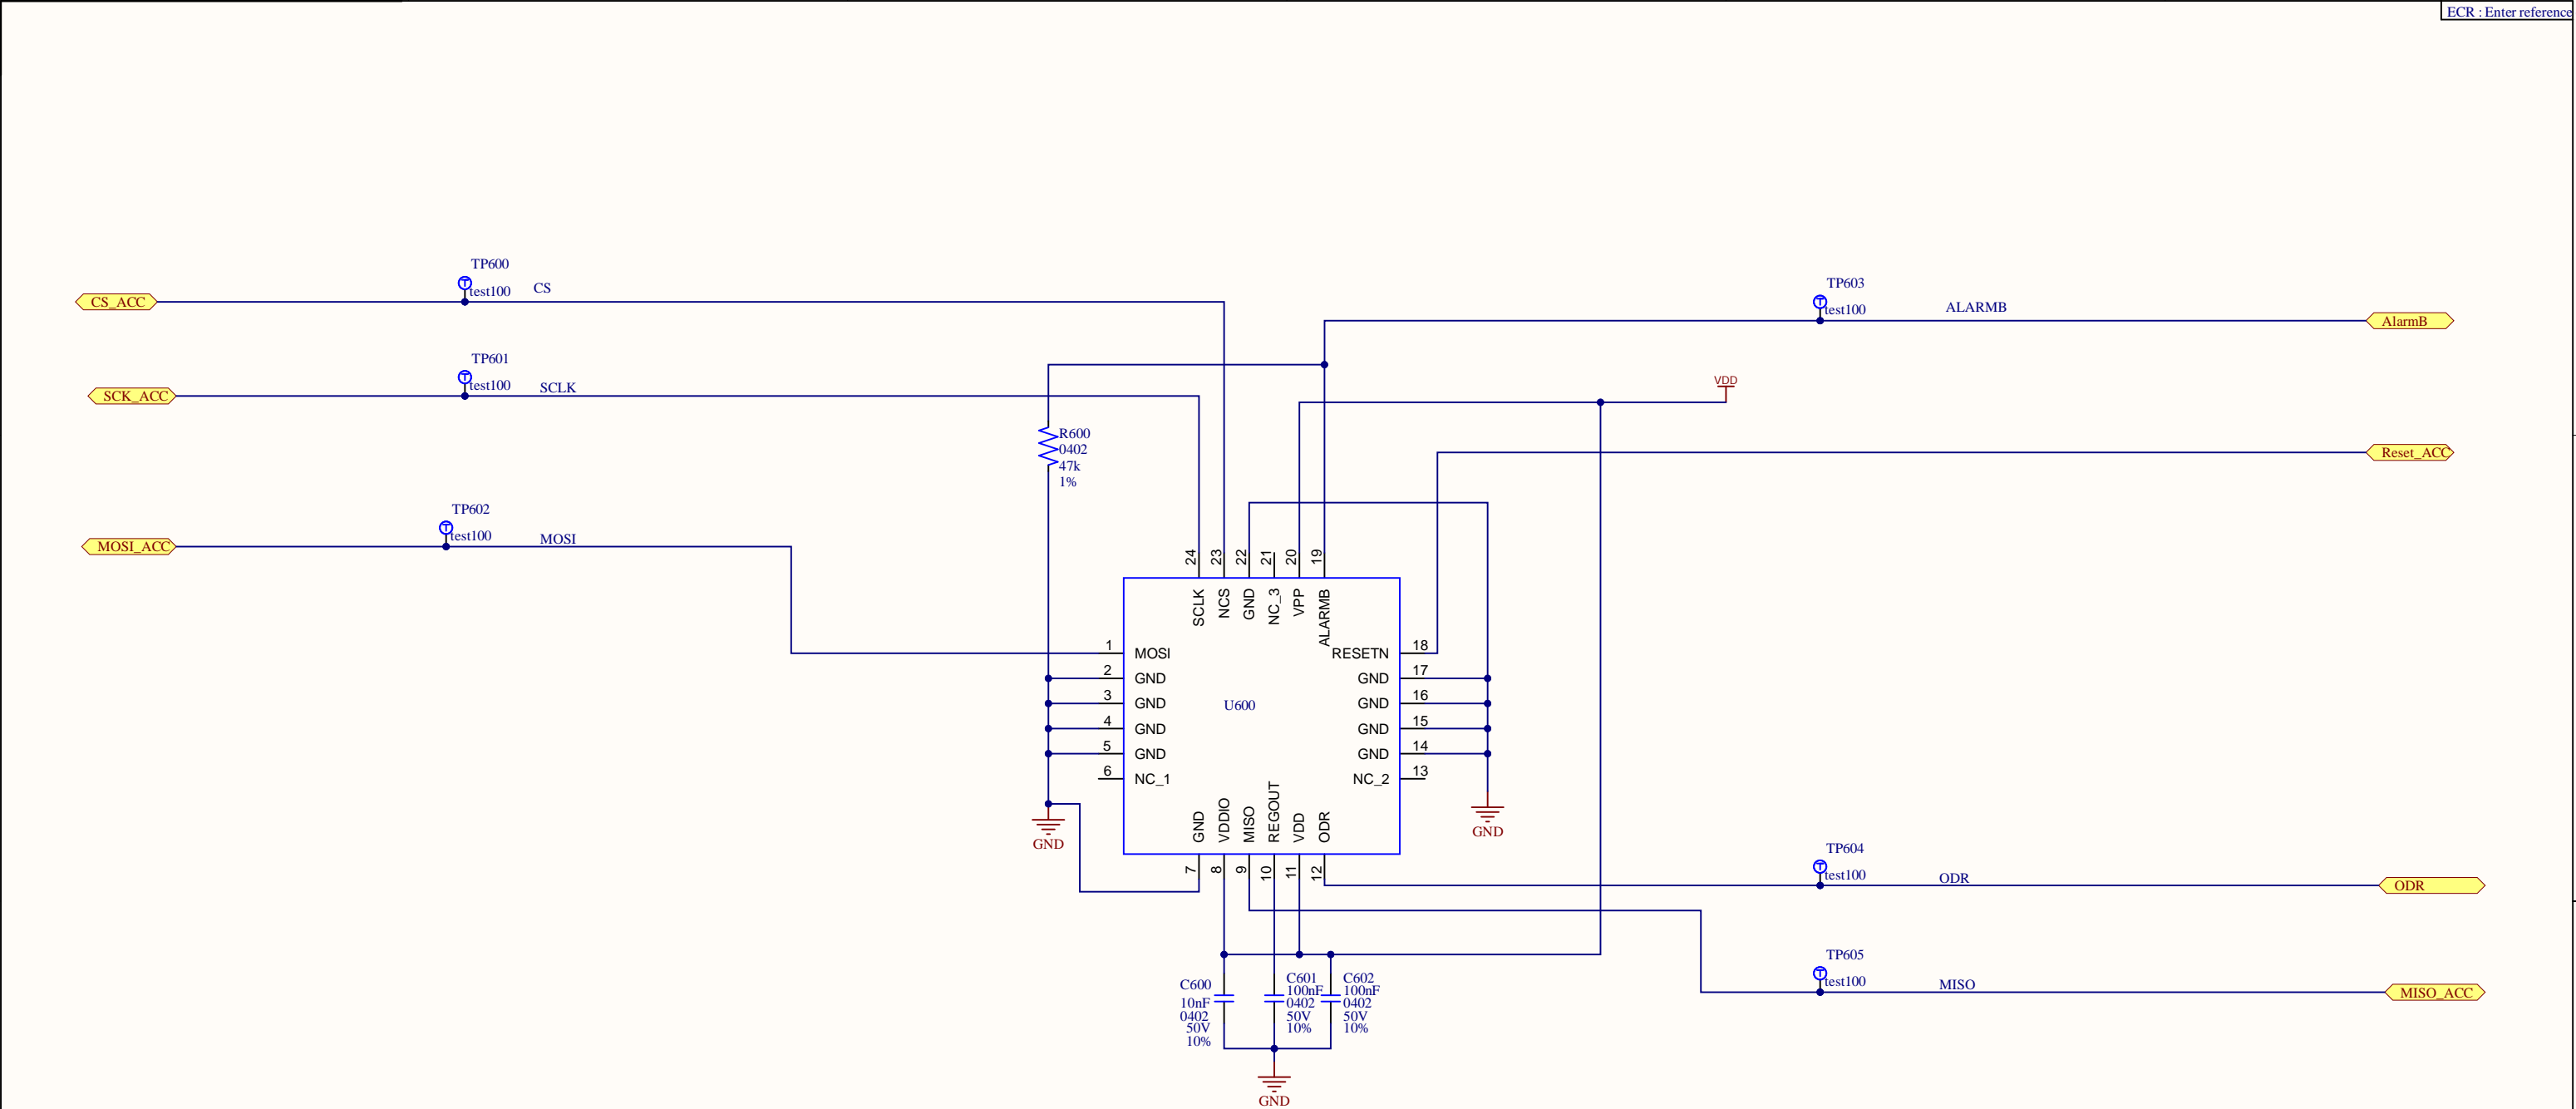 ECR : Enter reference
TP600
test100
CS
CS_ACC
TP603
test100
ALARMB
AlarmB
TP601
test100
SCLK
SCK_ACC
VDD
R600
0402
47k
1%
Reset_ACC
TP602
test100
MOSI
MOSI_ACC
24
23
22
21
20
19
SCLK
NCS
GND
NC_3
VPP
ALARMB
1
MOSI
RESETN
18
2
GND
GND
17
3
GND
U600
GND
16
4
GND
GND
15
5
GND
GND
14
6
NC_1
NC_2
13
GND
VDDIO
MISO
REGOUT
VDD
ODR
GND
GND
7
8
9
10
11
12
TP604
test100
ODR
ODR
TP605
test100
MISO
MISO_ACC
C600
10nF
0402
50V
10%
C601
100nF
0402
50V
10%
C602
100nF
0402
50V
10%
GND